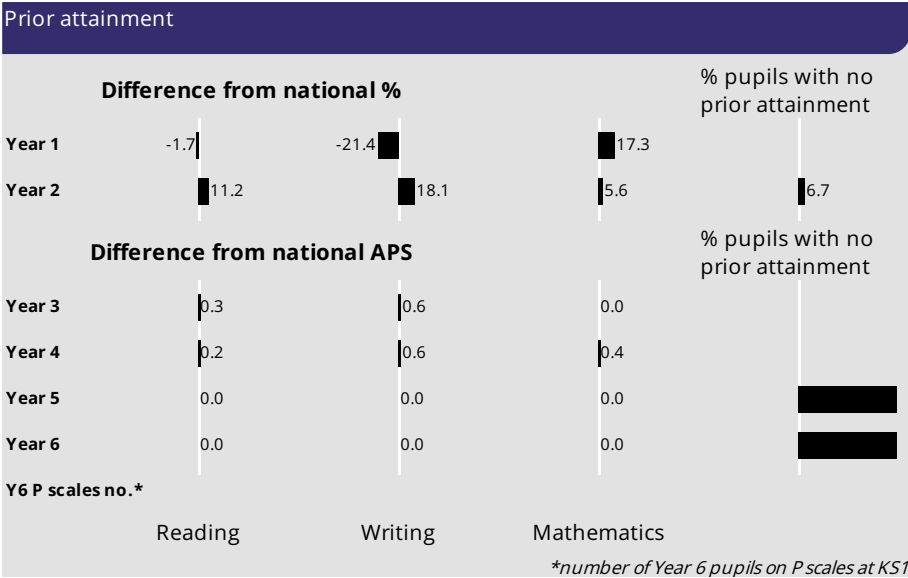 Prior attainment
Difference from national %
% pupils with no
prior attainment
Year 1 -1.7 -21.4 17.3
Year 2 11.2 18.1 5.6 6.7
Difference from national APS
% pupils with no
prior attainment
Year 3 0.3 0.6 0.0
Year 4 0.2 0.6 0.4
Year 5 0.0 0.0 0.0
Year 6 0.0 0.0 0.0
Y6 P scales no.*
Reading Writing Mathematics
*number of Year 6 pupils on P scales at KS1